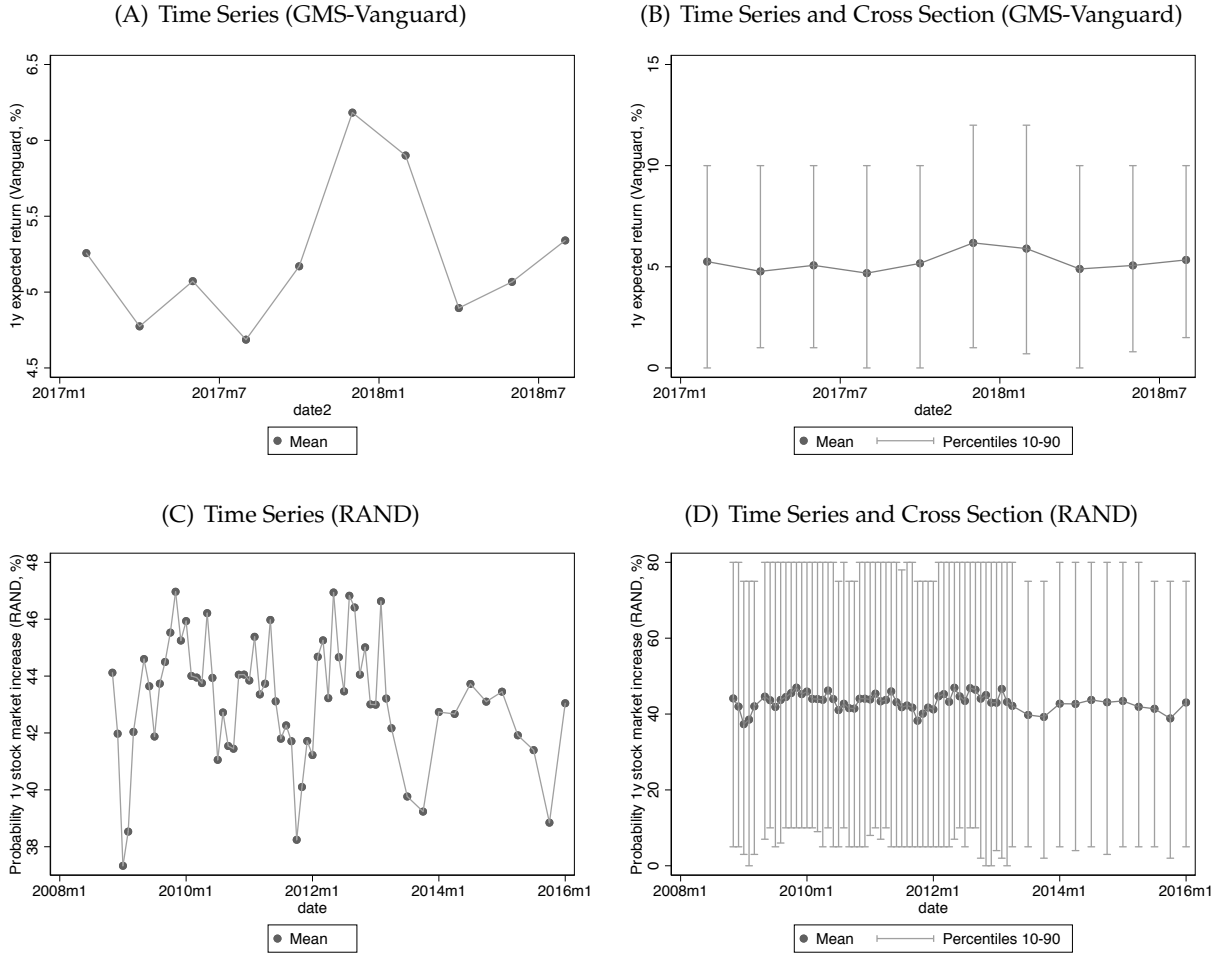 (A) Time Series (GMS-Vanguard)
1y expected return (Vanguard, %)
6.5
6
5.5
5
4.5
2017m1
2017m7
2018m1
2018m7
date2
Mean
(B) Time Series and Cross Section (GMS-Vanguard)
1y expected return (Vanguard, %)
15
10
5
0
2017m1
2017m7
2018m1
2018m7
date2
Mean
Percentiles 10-90
(C) Time Series (RAND)
Probability 1y stock market increase (RAND, %)
48
46
44
42
40
38
2008m1
2010m1
2012m1
2014m1
2016m1
date
Mean
(D) Time Series and Cross Section (RAND)
Probability 1y stock market increase (RAND, %)
80
60
40
20
0
2008m1
2010m1
2012m1
2014m1
2016m1
date
Mean
Percentiles 10-90